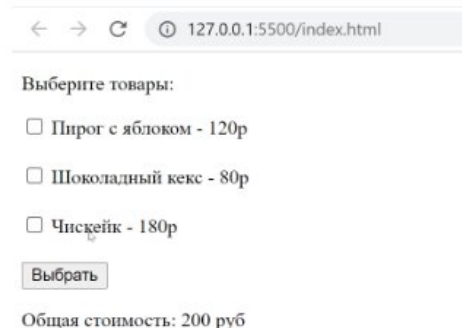 127.0.0.1:5500/index.html
Выберите товары:
Пирог с яблоком - 120р
Шоколадный кекс - 80р
Чискейк - 180р
Выбрать
Общая стоимость: 200 руб